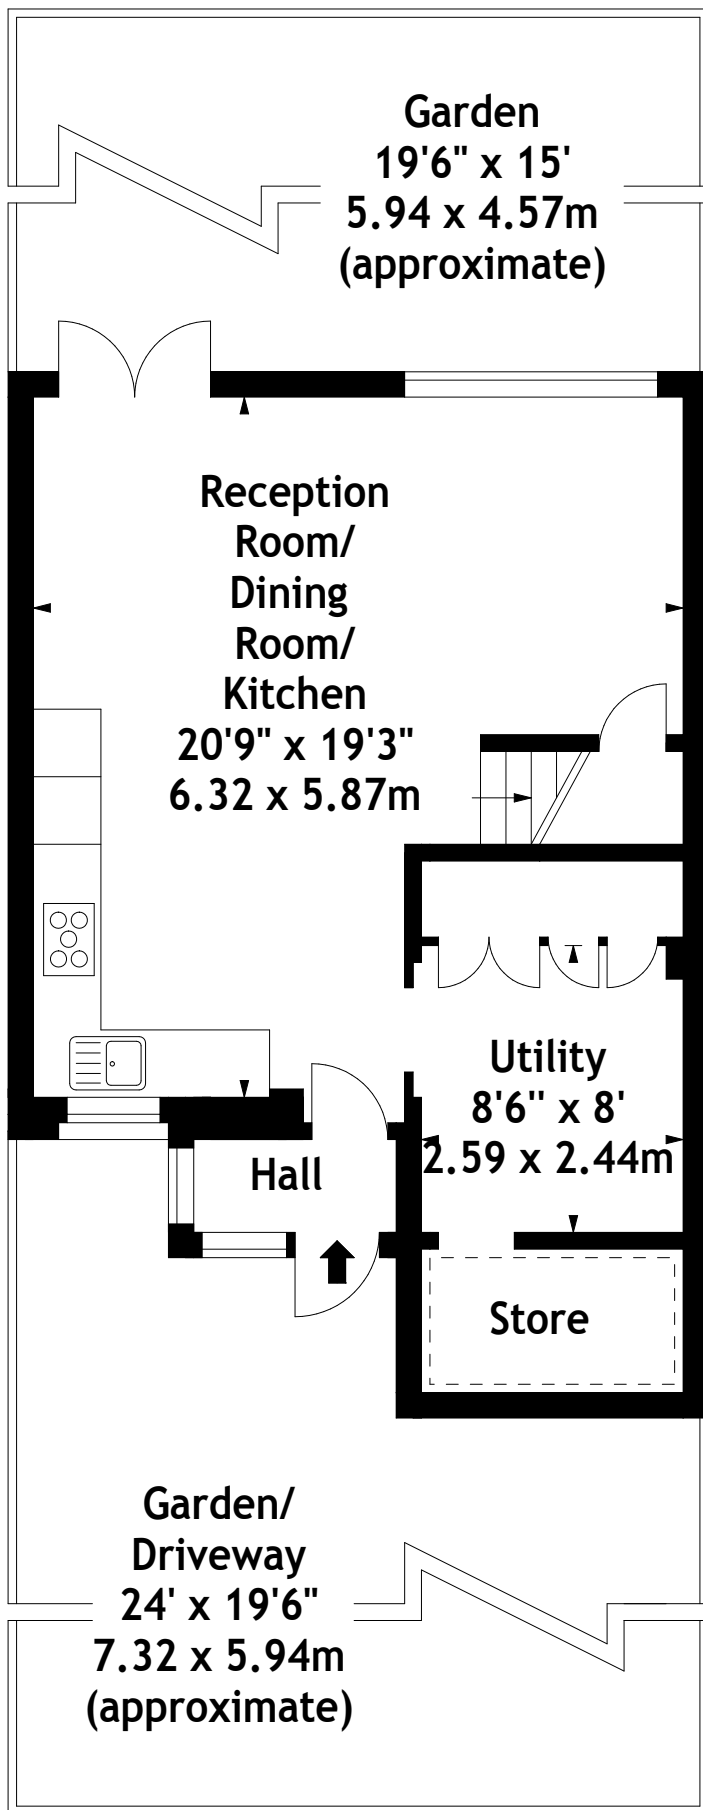 Garden
19'6" x 15'
5.94 x 4.57m
(approximate)
Reception
Room/
Dining
Room/
Kitchen
20'9" x 19'3"
6.32 x 5.87m
Utility
8'6'' x 8'
2.59 x 2.44m
Hall
Store
Garden/
Driveway
24' x 19'6"
7.32 x 5.94m
(approximate)